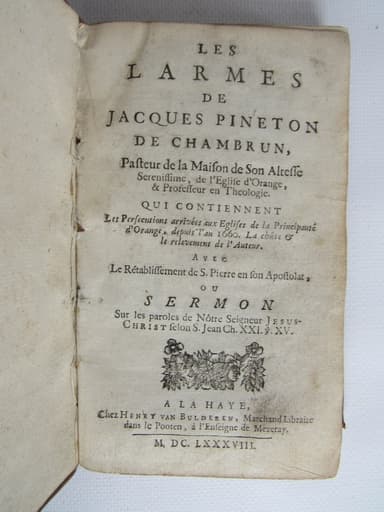 LES
LARMES
DE
JACQUES PINETON
DE CHAMBRUN,
Pasteur de la Maison de Son Altesse
Serenissime, de l'Eglise d'Orange,
& Professeur en Theologie.
QUI CONTIENNENT
Les Persecutions arrivées aux Eglises de la Principauté
d'Orange, depuis l'an 1660. La chûte &
le relevement de l'Auteur.
AVEC
Le Rétablissement de S. Pierre en son Apostolat,
OU
SERMON
Sur les paroles de Nôtre Seigneur JESUS-
CHRIST selon S. Jean Ch. XXI. ỳ. XV.
A LA HAYE,
Chez HENRY VAN BULDEREN, Marchand Libraire
dans le Pooten, à l'Enseigne de Mezeray.
M, DC. LXXXVIII.